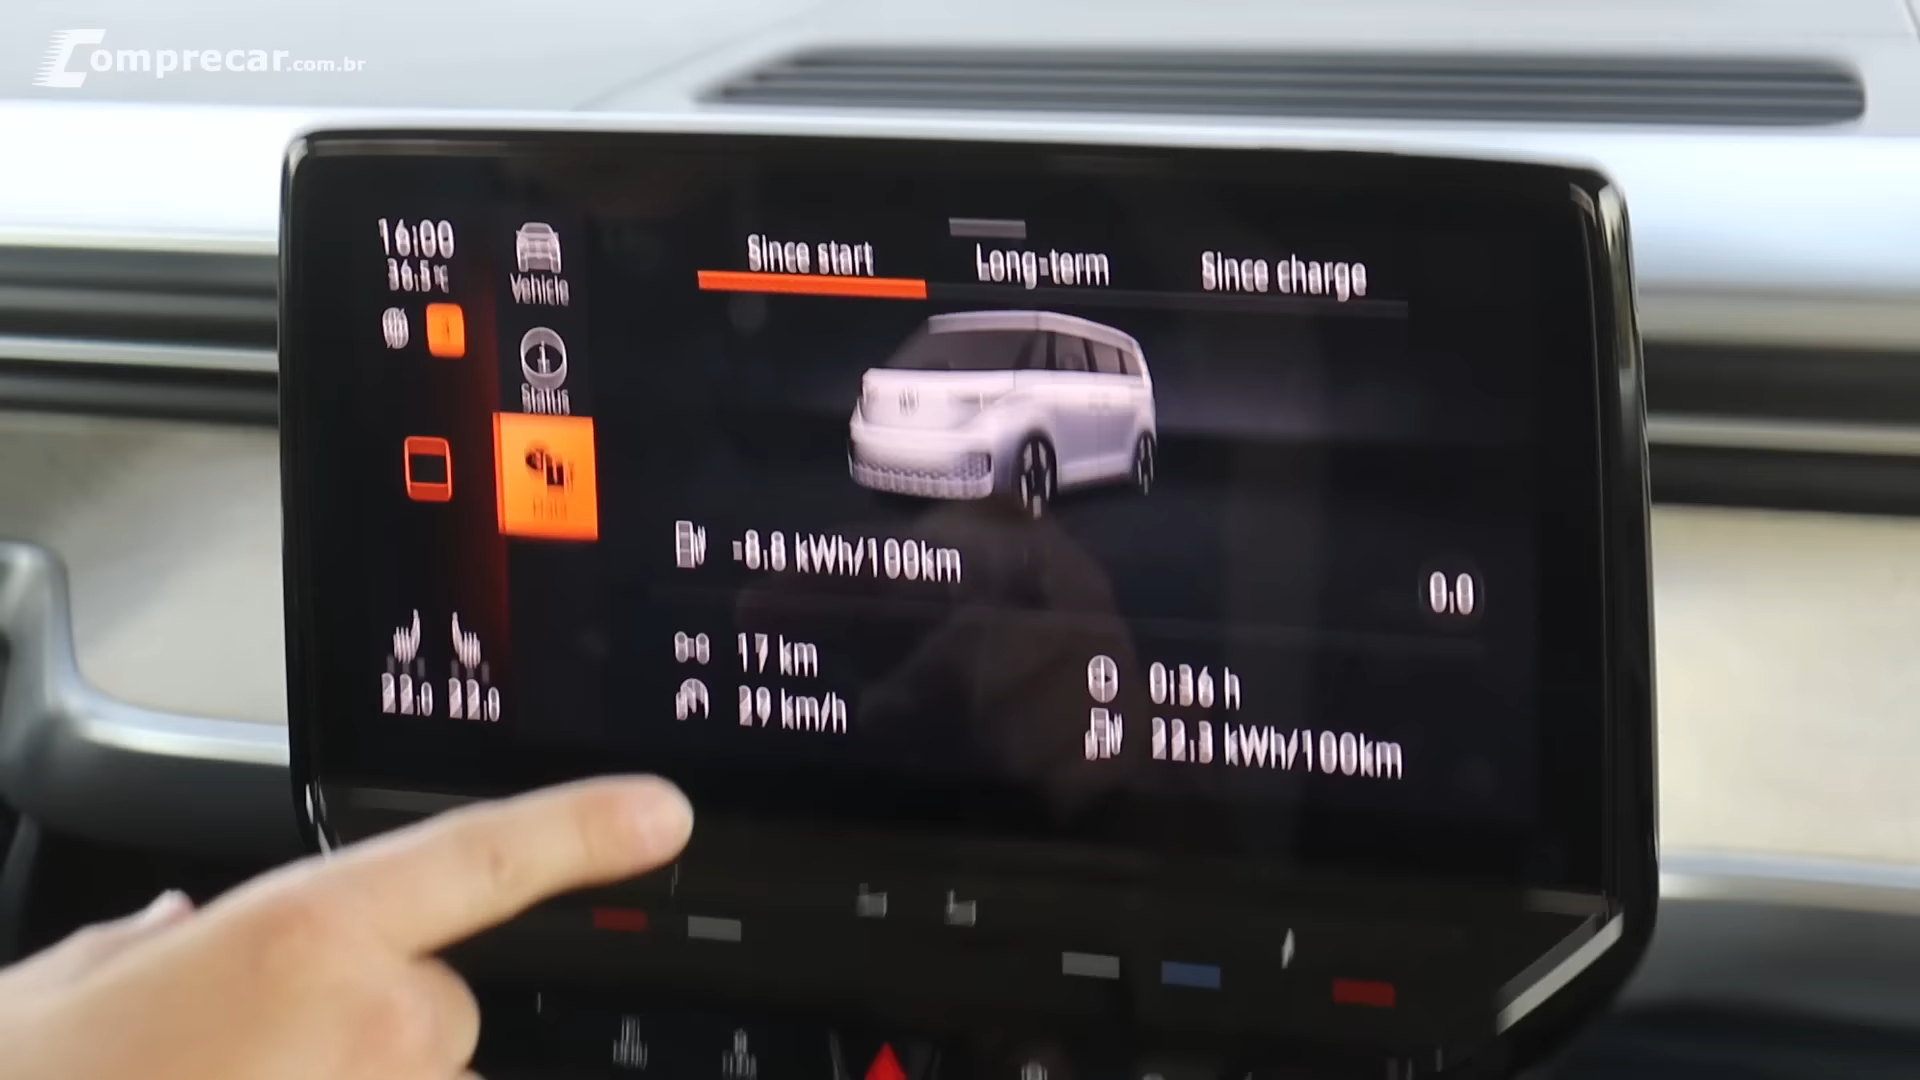 Comprecar.com.br
16:00
36.5°C
Vehicle
Status
Since start
Long-term
Since charge
-8.8 kWh/100km
0.0
17 km
29 km/h
0:36 h
22.3 kWh/100km
22.0 22.0